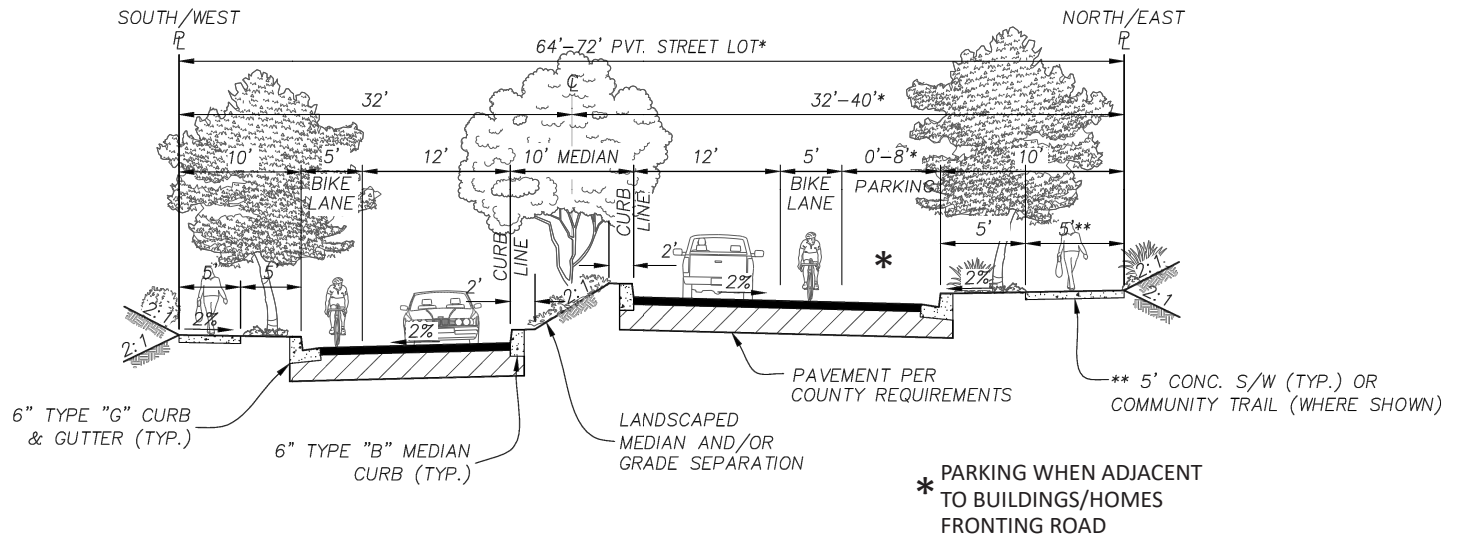 SOUTH/WEST
PL
NORTH/EAST
PL
64'-72' PVT. STREET LOT*
CL
32'
32'-40'*
10'
5'
12'
10' MEDIAN
12'
5'
0'-8'*
10'
BIKE
LANE
BIKE
LANE
PARKING
CURB
LINE
CURB
LINE
5'
5'
2'
2'
5'
5'**
*
2:1
2:1
2%
2%
2:1
2%
2%
2:1
2:1
6" TYPE "G" CURB
& GUTTER (TYP.)
6" TYPE "B" MEDIAN
CURB (TYP.)
LANDSCAPED
MEDIAN AND/OR
GRADE SEPARATION
PAVEMENT PER
COUNTY REQUIREMENTS
** 5' CONC. S/W (TYP.) OR
COMMUNITY TRAIL (WHERE SHOWN)
* PARKING WHEN ADJACENT
TO BUILDINGS/HOMES
FRONTING ROAD